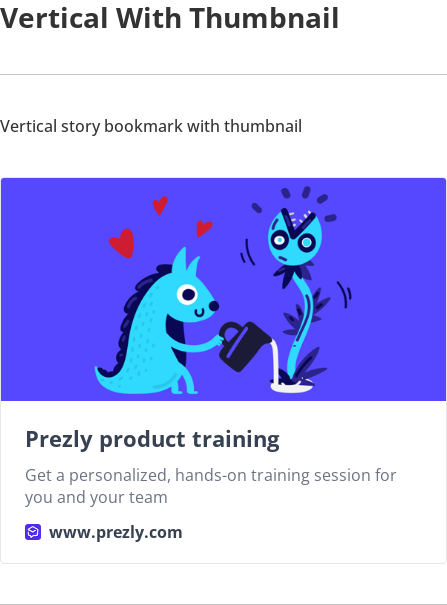 Vertical With Thumbnail
Vertical story bookmark with thumbnail
Prezly product training
Get a personalized, hands-on training session for
you and your team
www.prezly.com